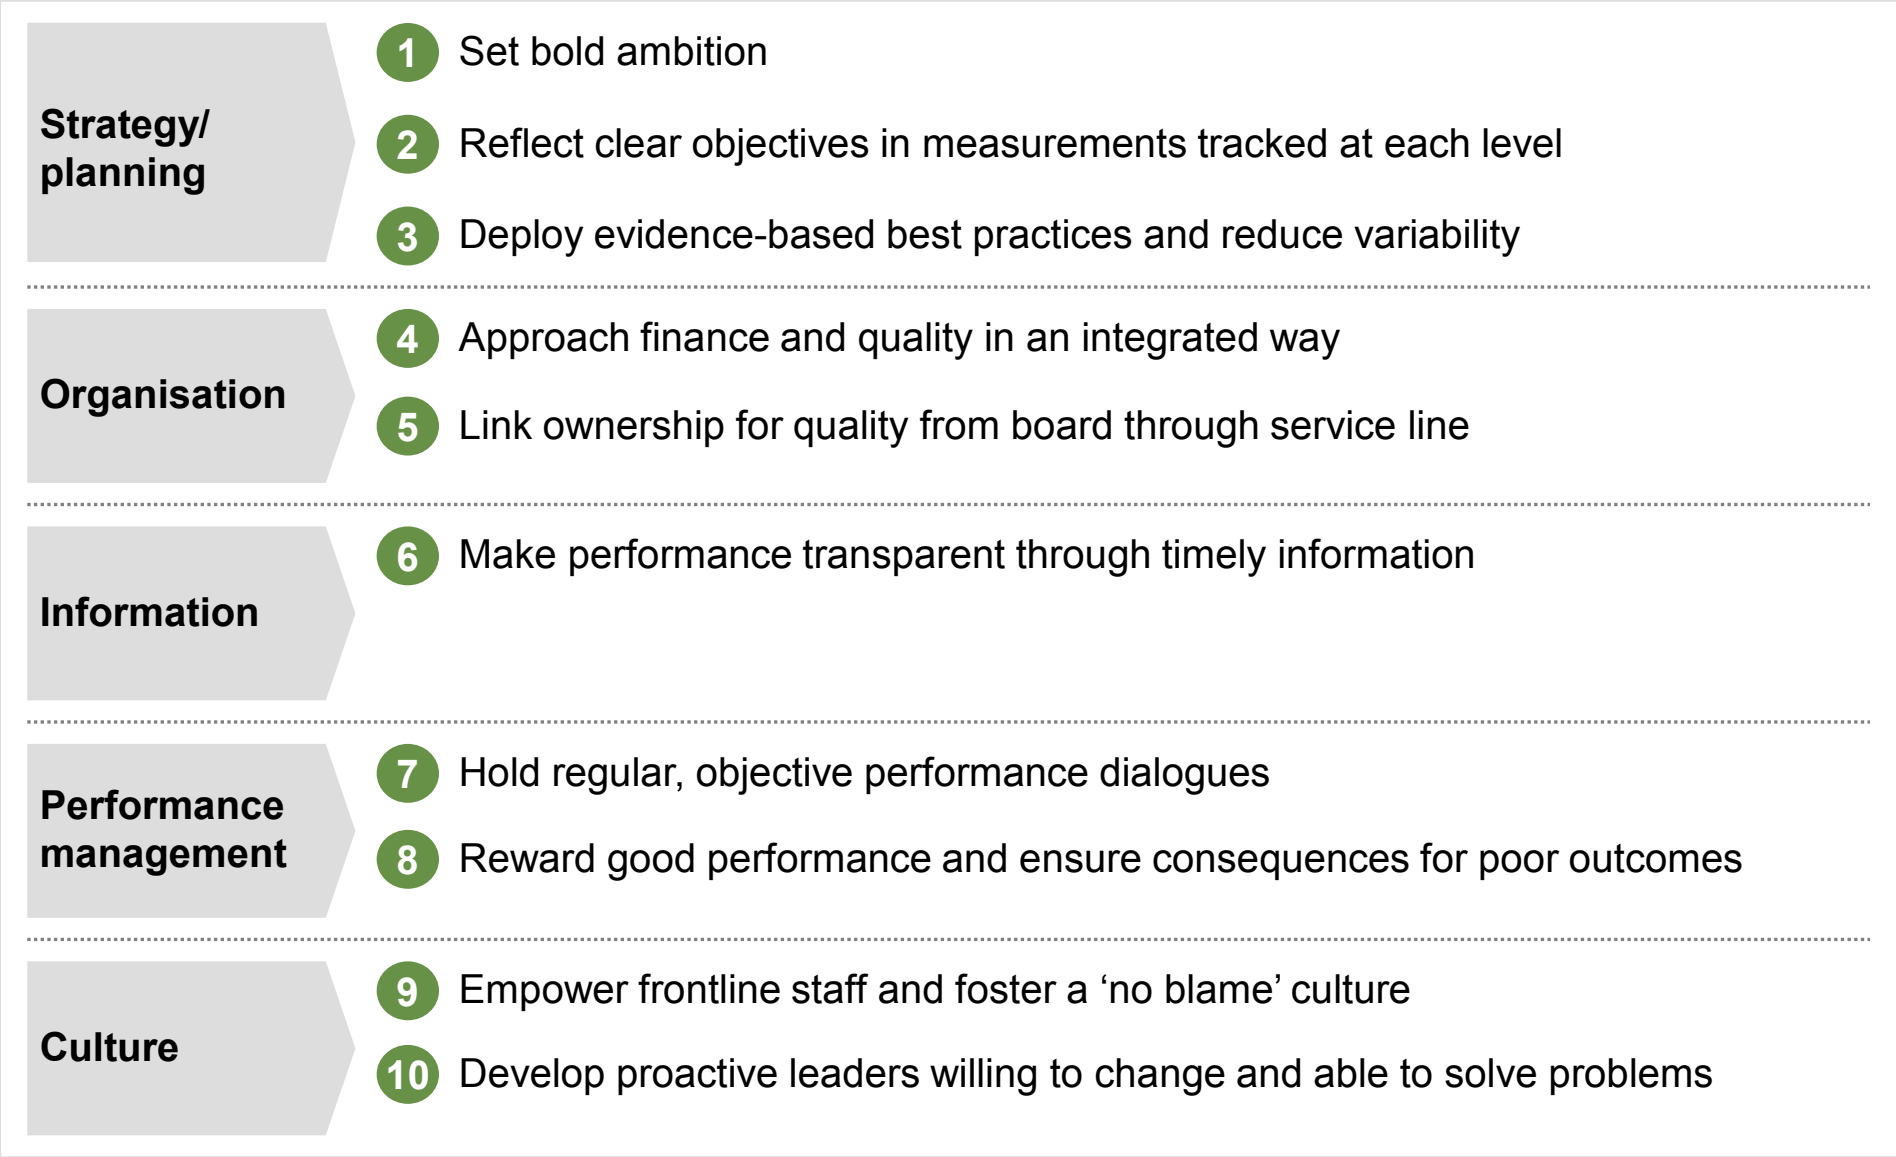 Strategy/
planning
1 Set bold ambition
2 Reflect clear objectives in measurements tracked at each level
3 Deploy evidence-based best practices and reduce variability
Organisation
4 Approach finance and quality in an integrated way
5 Link ownership for quality from board through service line
Information
6 Make performance transparent through timely information
Performance
management
7 Hold regular, objective performance dialogues
8 Reward good performance and ensure consequences for poor outcomes
Culture
9 Empower frontline staff and foster a ‘no blame’ culture
10 Develop proactive leaders willing to change and able to solve problems